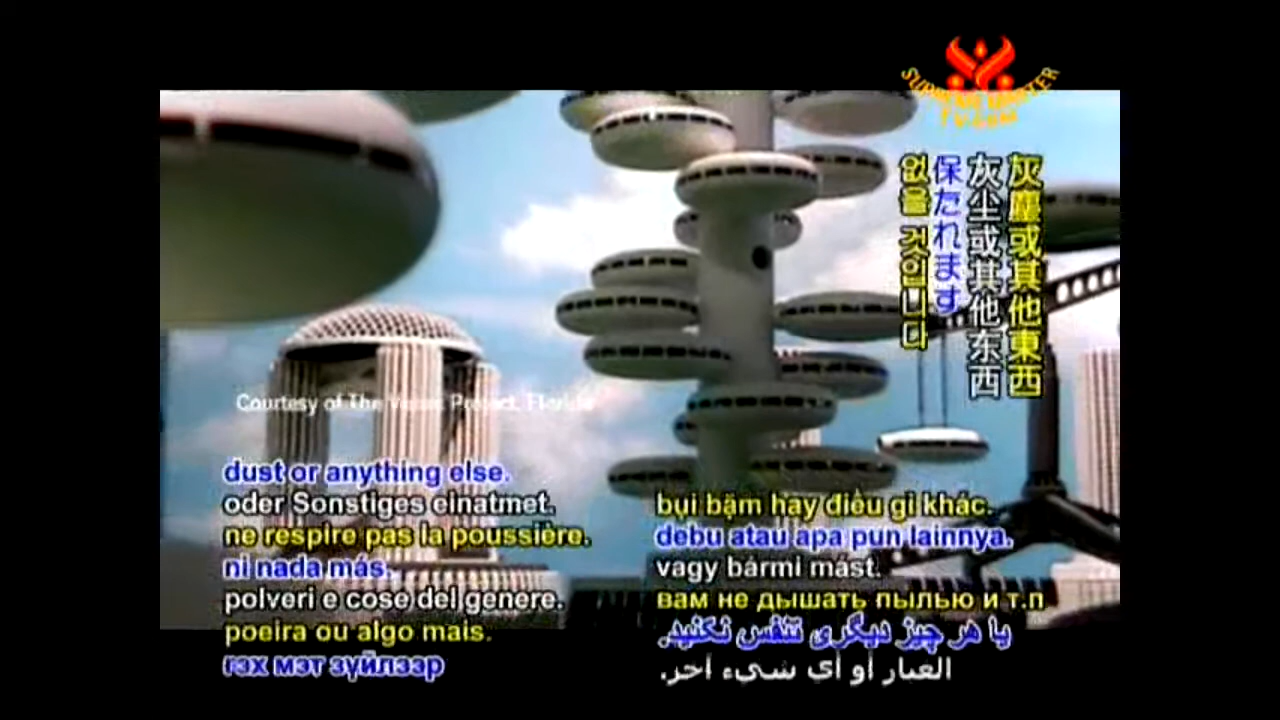 SUPREME MASTER
TV.COM
灰塵或其他東西
灰尘或其他东西
保たれます
없을 것입니다
Courtesy of The Venus Project, Florida
dust or anything else.
oder Sonstiges einatmet.
ne respire pas la poussière.
ni nada más.
polveri e cose del genere.
poeira ou algo mais.
гэх мэт зүйлээр
bụi bặm hay điều gì khác.
debu atau apa pun lainnya.
vagy bármi mást.
вам не дышать пылью и т.п
یا هر چیز دیگری تنفس نکنید.
الغبار أو أي شيء آخر.